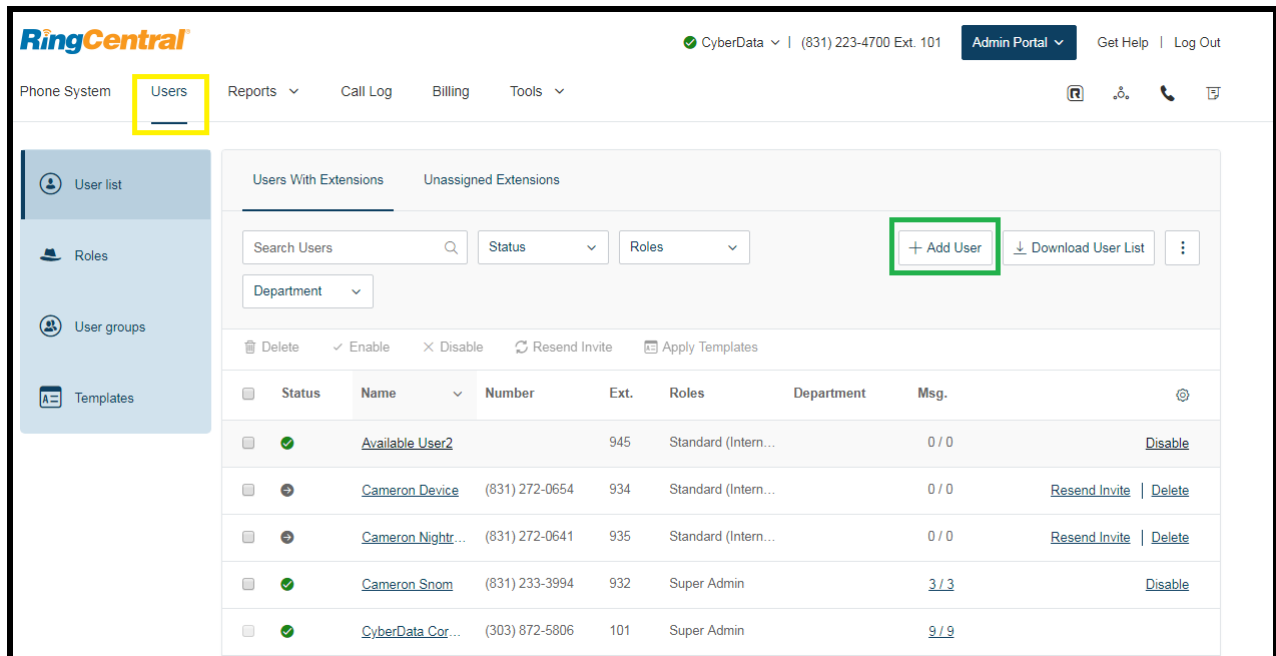 RingCentral
CyberData | (831) 223-4700 Ext. 101 Admin Portal Get Help | Log Out
Phone System Users Reports Call Log Billing Tools
User list
Roles
User groups
Templates
Users With Extensions Unassigned Extensions
Search Users Status Roles + Add User Download User List
Department
Delete Enable Disable Resend Invite Apply Templates
Status Name Number Ext. Roles Department Msg.
Available User2 945 Standard (Intern... 0 / 0 Disable
Cameron Device (831) 272-0654 934 Standard (Intern... 0 / 0 Resend Invite | Delete
Cameron Nightr... (831) 272-0641 935 Standard (Intern... 0 / 0 Resend Invite | Delete
Cameron Snom (831) 233-3994 932 Super Admin 3 / 3 Disable
CyberData Cor... (303) 872-5806 101 Super Admin 9 / 9